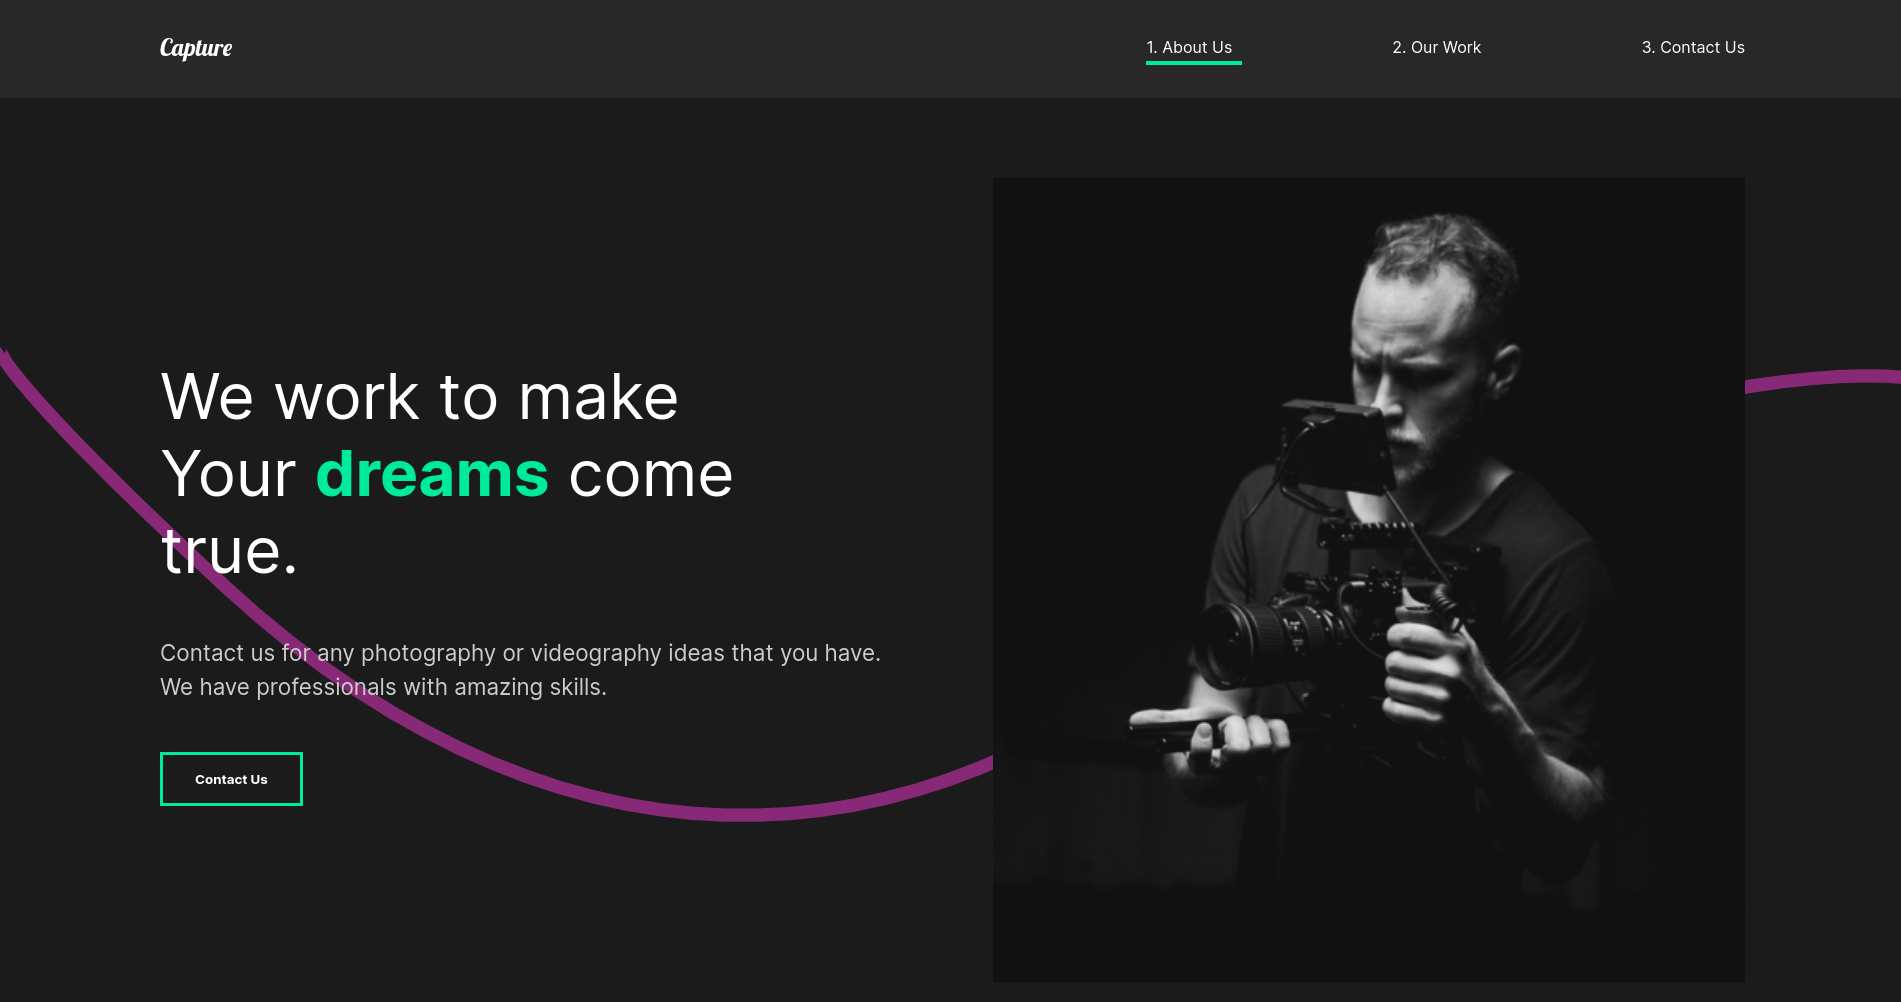 Capture
1. About Us
2. Our Work
3. Contact Us
We work to make
Your dreams come
true.
Contact us for any photography or videography ideas that you have.
We have professionals with amazing skills.
Contact Us